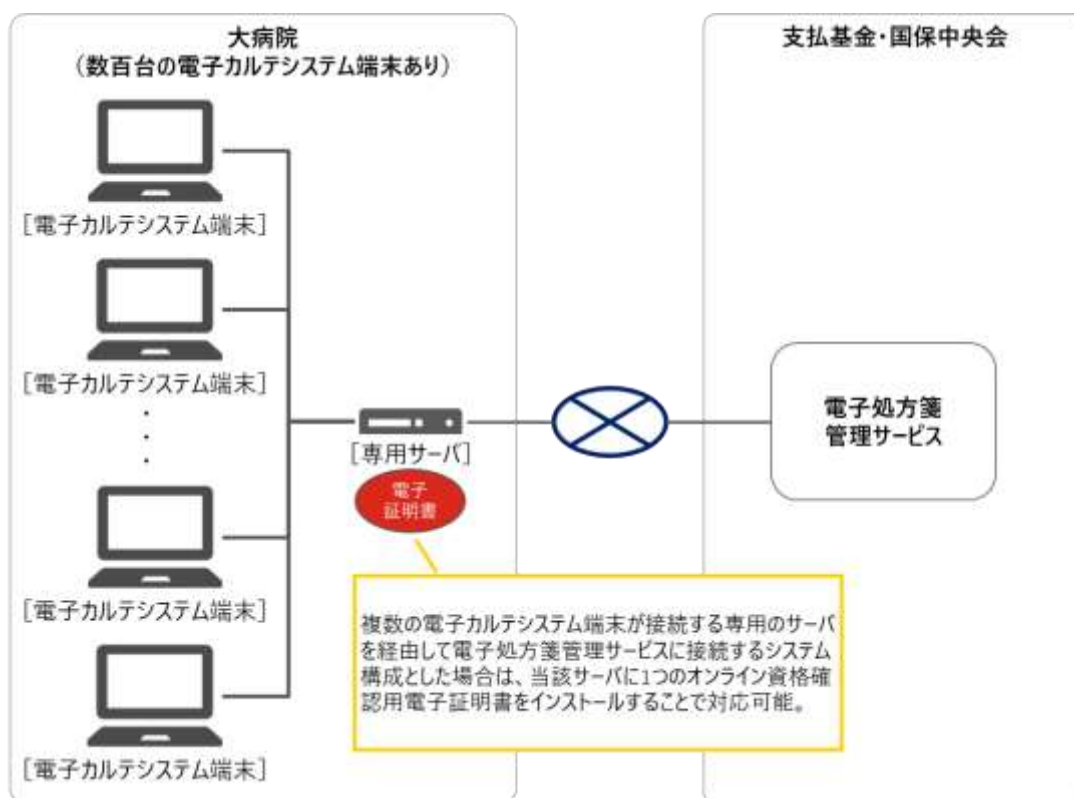 大病院
（数百台の電子カルテシステム端末あり）
[電子カルテシステム端末]
[電子カルテシステム端末]
[電子カルテシステム端末]
[電子カルテシステム端末]
[専用サーバ]
電子
証明書
複数の電子カルテシステム端末が接続する専用のサーバ
を経由して電子処方箋管理サービスに接続するシステム
構成とした場合は、当該サーバに1つのオンライン資格確
認用電子証明書をインストールすることで対応可能。
支払基金・国保中央会
電子処方箋
管理サービス